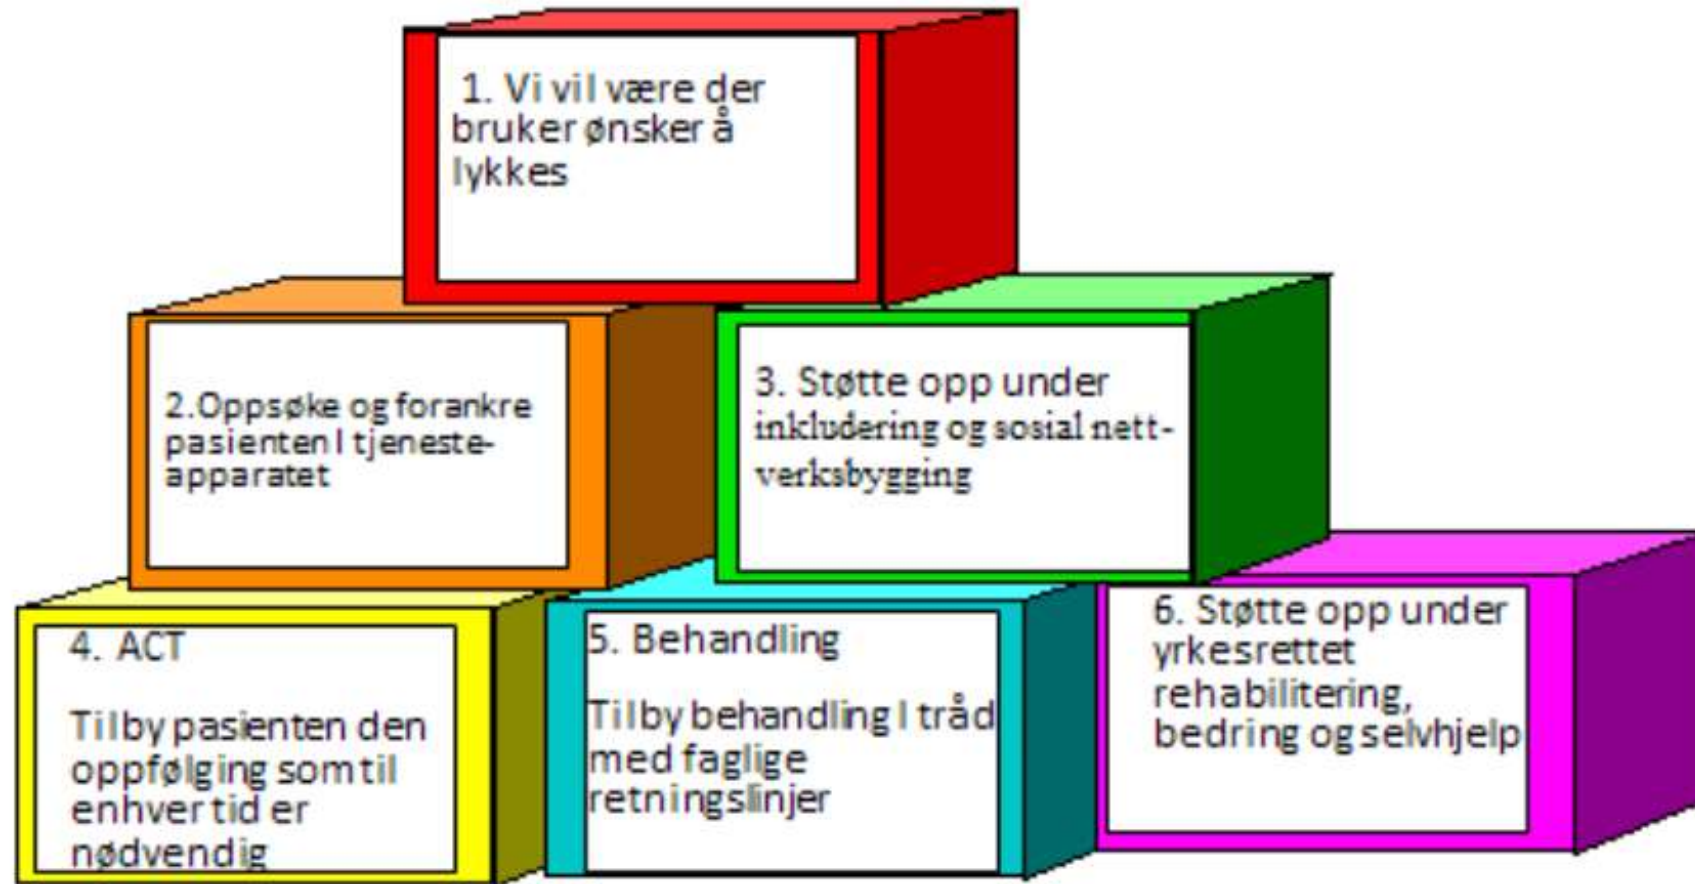 1. Vi vil være der
bruker ønsker å
lykkes
2.Oppsøke og forankre
pasienten I tjeneste-
apparatet
3. Støtte opp under
inkludering og sosial nett-
verksbygging
4. ACT
Tilby pasienten den
oppfølging som til
enhver tid er
nødvendig
5. Behandling
Tilby behandling I tråd
med faglige
retningslinjer
6. Støtte opp under
yrkesrettet
rehabilitering,
bedring og selvhjelp